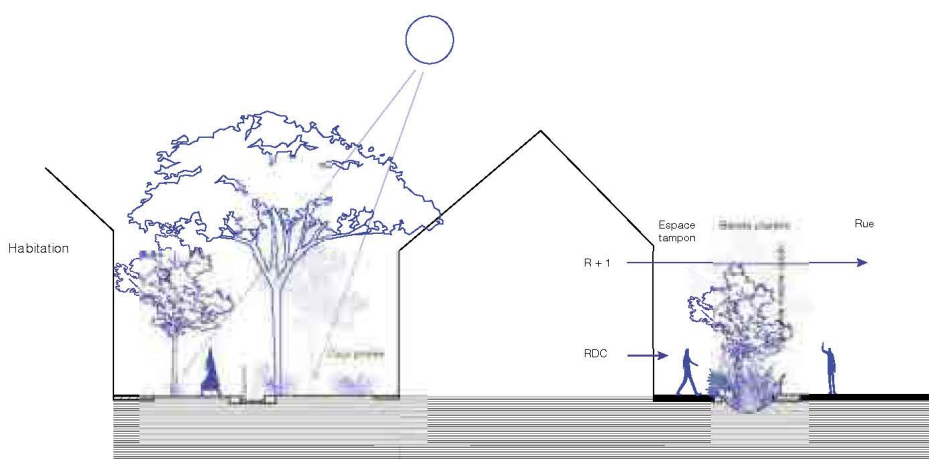 Habitation
Espace
tampon
Bande plantée
Rue
R + 1
RDC